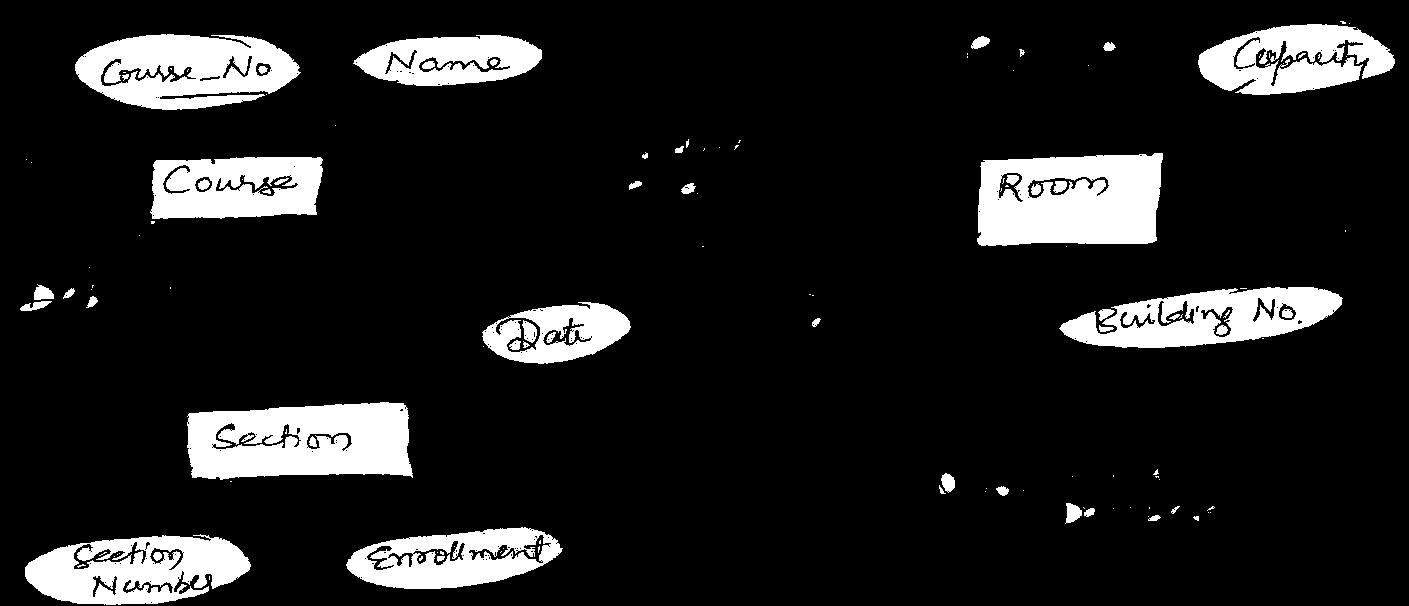 Course_No
Name
Capacity
Course
Room
Building No.
Date
Section
Section
Number
Enrollment